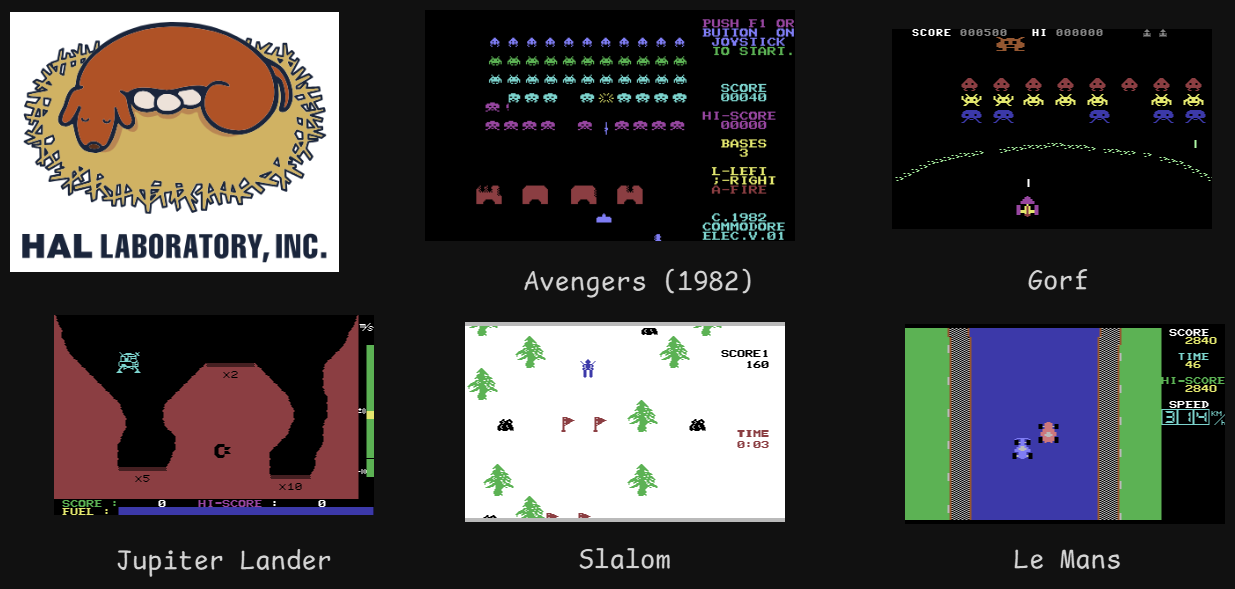 HAL LABORATORY, INC.
PUSH F1 OR
BUTTON ON
JOYSTICK
TO START.
SCORE
00040
HI-SCORE
00000
BASES
3
L-LEFT
;-RIGHT
A-FIRE
C.1982
COMMODORE
ELEC.V.01
Avengers (1982)
SCORE 000500 HI 000000
Gorf
x2
x5
x10
SCORE : 0 HI-SCORE : 0
FUEL :
Jupiter Lander
SCORE1
160
TIME
0:03
Slalom
SCORE
2840
TIME
46
HI-SCORE
2840
SPEED
314 KM/h
Le Mans